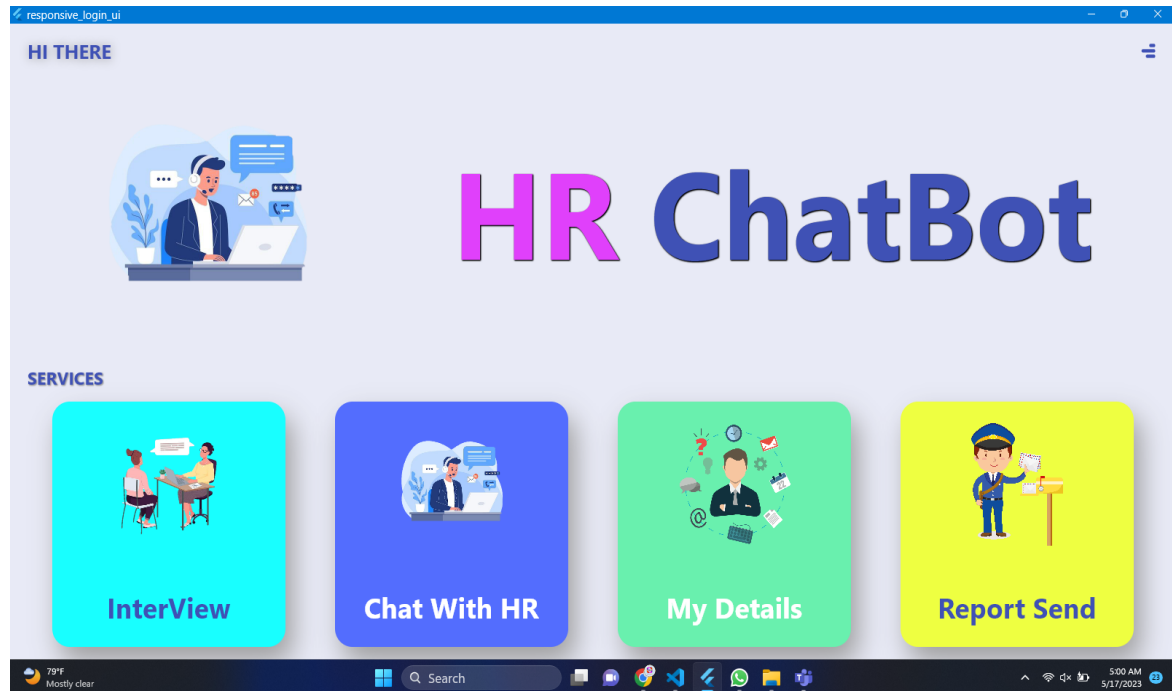 responsive_login_ui
HI THERE
HR ChatBot
SERVICES
InterView
Chat With HR
My Details
Report Send
79°F
Mostly clear
Search
5:00 AM
5/17/2023
23